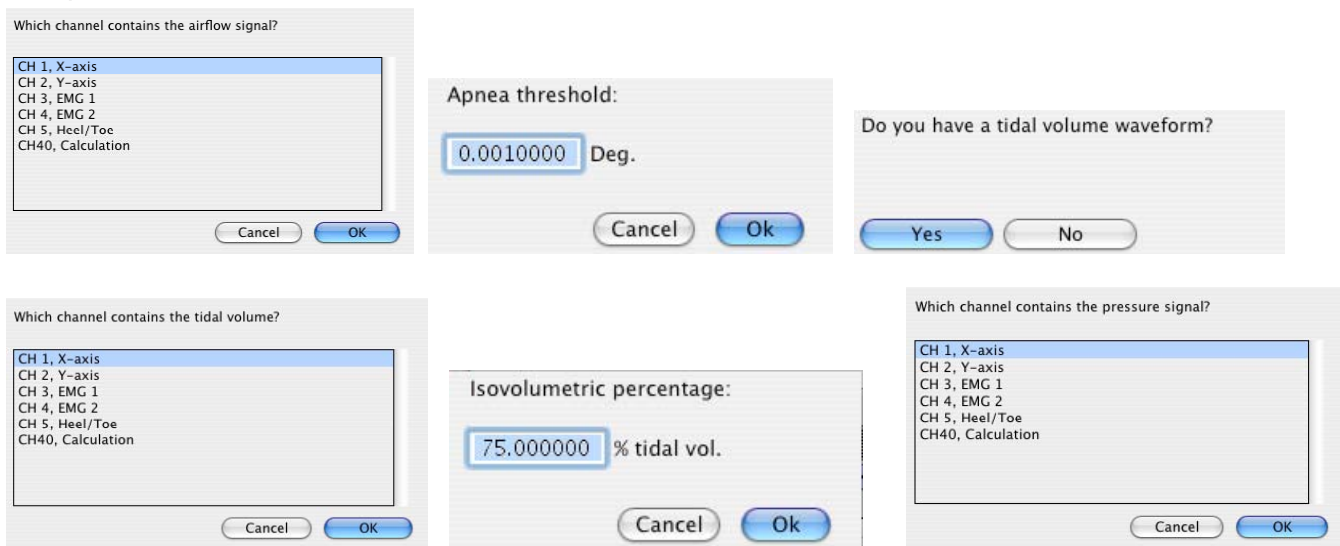 Which channel contains the airflow signal?
CH 1, X-axis
CH 2, Y-axis
CH 3, EMG 1
CH 4, EMG 2
CH 5, Heel/Toe
CH40, Calculation
Cancel OK
Apnea threshold:
0.0010000 Deg.
Cancel Ok
Do you have a tidal volume waveform?
Yes No
Which channel contains the tidal volume?
CH 1, X-axis
CH 2, Y-axis
CH 3, EMG 1
CH 4, EMG 2
CH 5, Heel/Toe
CH40, Calculation
Cancel OK
Isovolumetric percentage:
75.000000 % tidal vol.
Cancel Ok
Which channel contains the pressure signal?
CH 1, X-axis
CH 2, Y-axis
CH 3, EMG 1
CH 4, EMG 2
CH 5, Heel/Toe
CH40, Calculation
Cancel OK